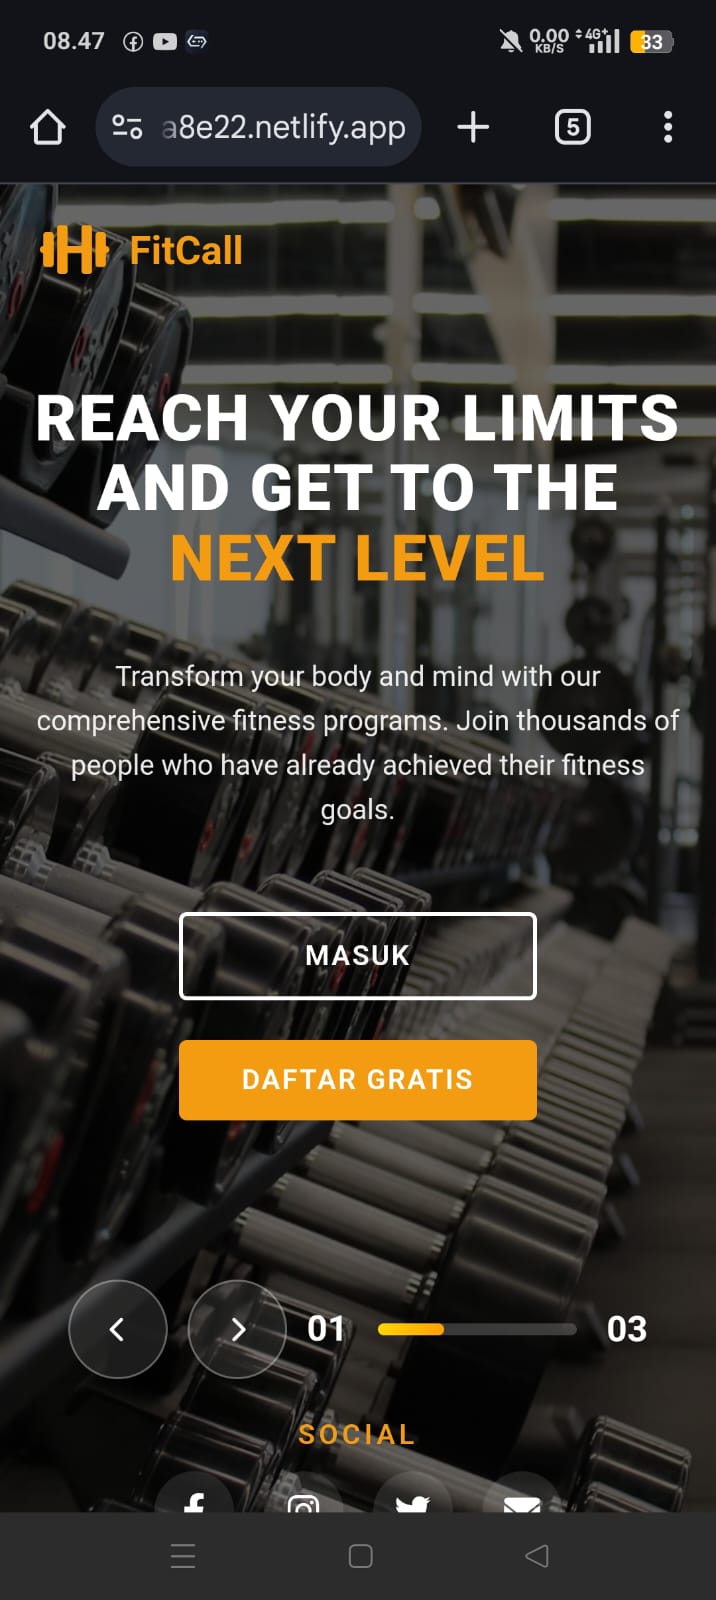 08.47
0.00
KB/S
4G+
33
a8e22.netlify.app
5
FitCall
REACH YOUR LIMITS
AND GET TO THE
NEXT LEVEL
Transform your body and mind with our
comprehensive fitness programs. Join thousands of
people who have already achieved their fitness
goals.
MASUK
DAFTAR GRATIS
01
03
SOCIAL